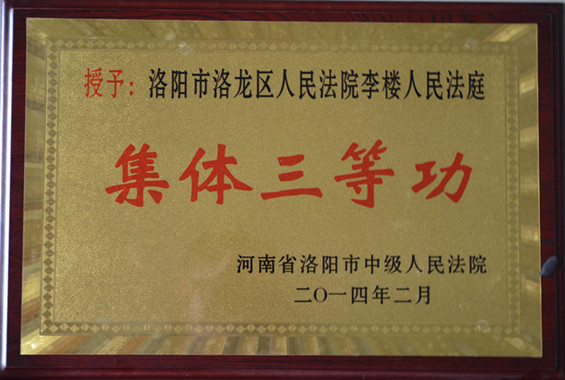 授予：洛阳市洛龙区人民法院李楼人民法庭
集体三等功
河南省洛阳市中级人民法院
二〇一四年二月